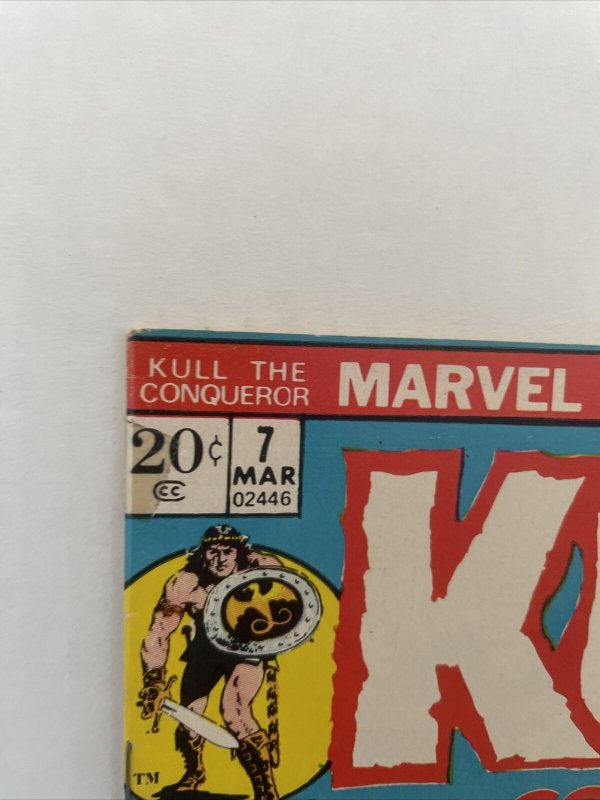 KULL THE
CONQUEROR
MARVEL
20¢
CC
7
MAR
02446
K
TM